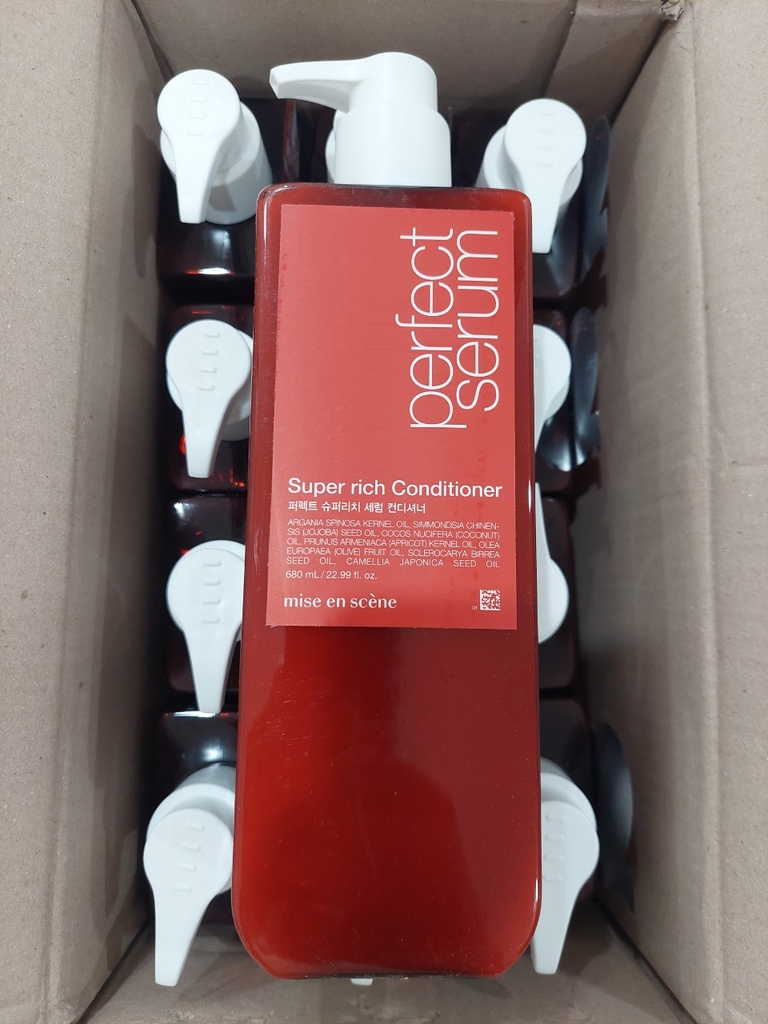 perfect
serum
Super rich Conditioner
퍼펙트 슈퍼리치 세럼 컨디셔너
ARGANIA SPINOSA KERNEL OIL, SIMMONDSIA CHINEN-
SIS (JOJOBA) SEED OIL, COCOS NUCIFERA (COCONUT)
OIL, PRUNUS ARMENIACA (APRICOT) KERNEL OIL, OLEA
EUROPAEA (OLIVE) FRUIT OIL, SCLEROCARYA BIRREA
SEED OIL, CAMELLIA JAPONICA SEED OIL
680 mL / 22.99 fl. oz.
mise en scène